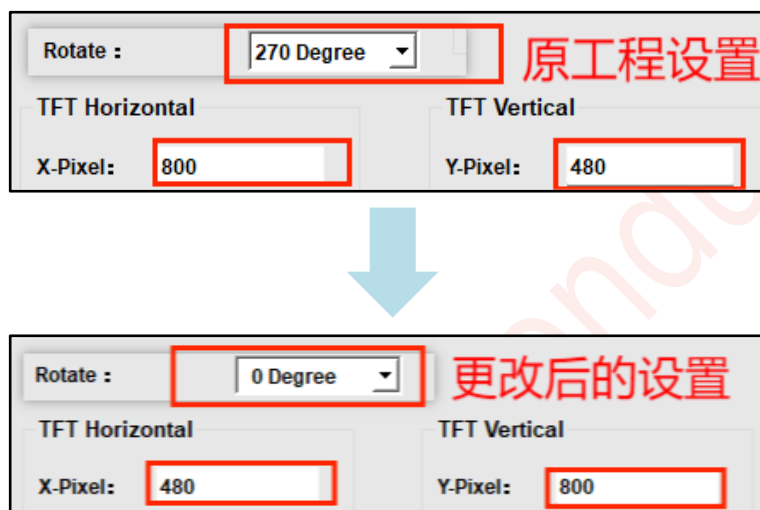 Rotate： 270 Degree 原工程设置
TFT Horizontal TFT Vertical
X-Pixel： 800 Y-Pixel： 480
Rotate： 0 Degree 更改后的设置
TFT Horizontal TFT Vertical
X-Pixel： 480 Y-Pixel： 800